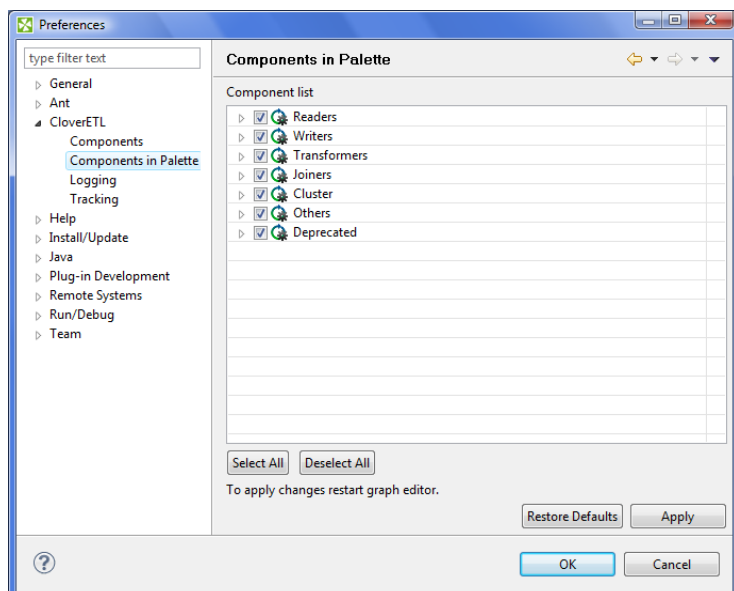 Preferences
type filter text
General
Ant
CloverETL
Components
Components in Palette
Logging
Tracking
Help
Install/Update
Java
Plug-in Development
Remote Systems
Run/Debug
Team
Components in Palette
Component list
Readers
Writers
Transformers
Joiners
Cluster
Others
Deprecated
Select All Deselect All
To apply changes restart graph editor.
Restore Defaults Apply
OK Cancel